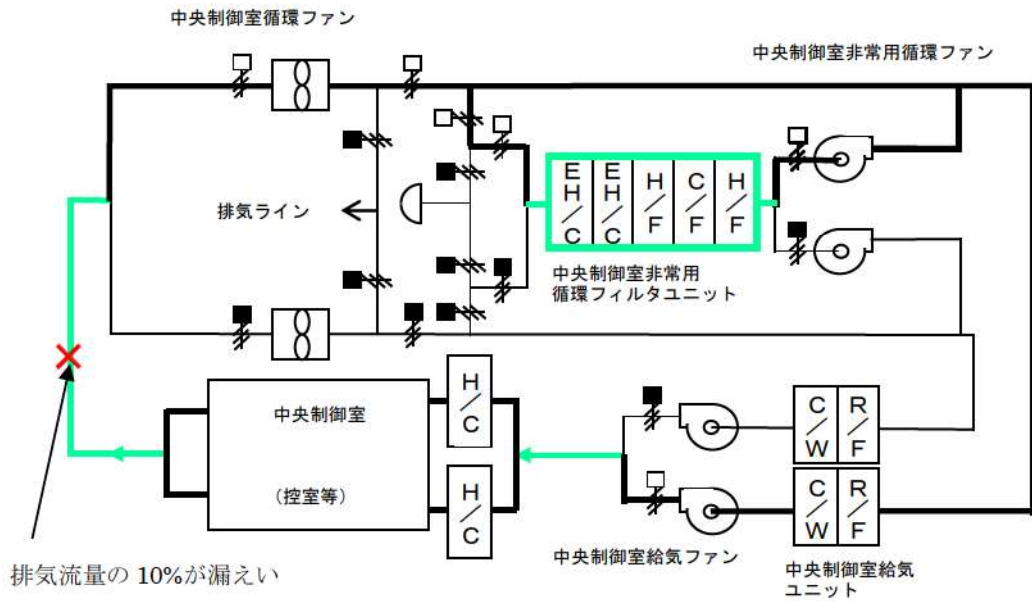 中央制御室循環ファン
中央制御室非常用循環ファン
排気ライン
EH/C
EH/C
H/F
C/F
H/F
中央制御室非常用
循環フィルタユニット
中央制御室
(控室等)
H/C
H/C
C/W
R/F
C/W
R/F
中央制御室給気ファン
中央制御室給気
ユニット
排気流量の 10%が漏えい